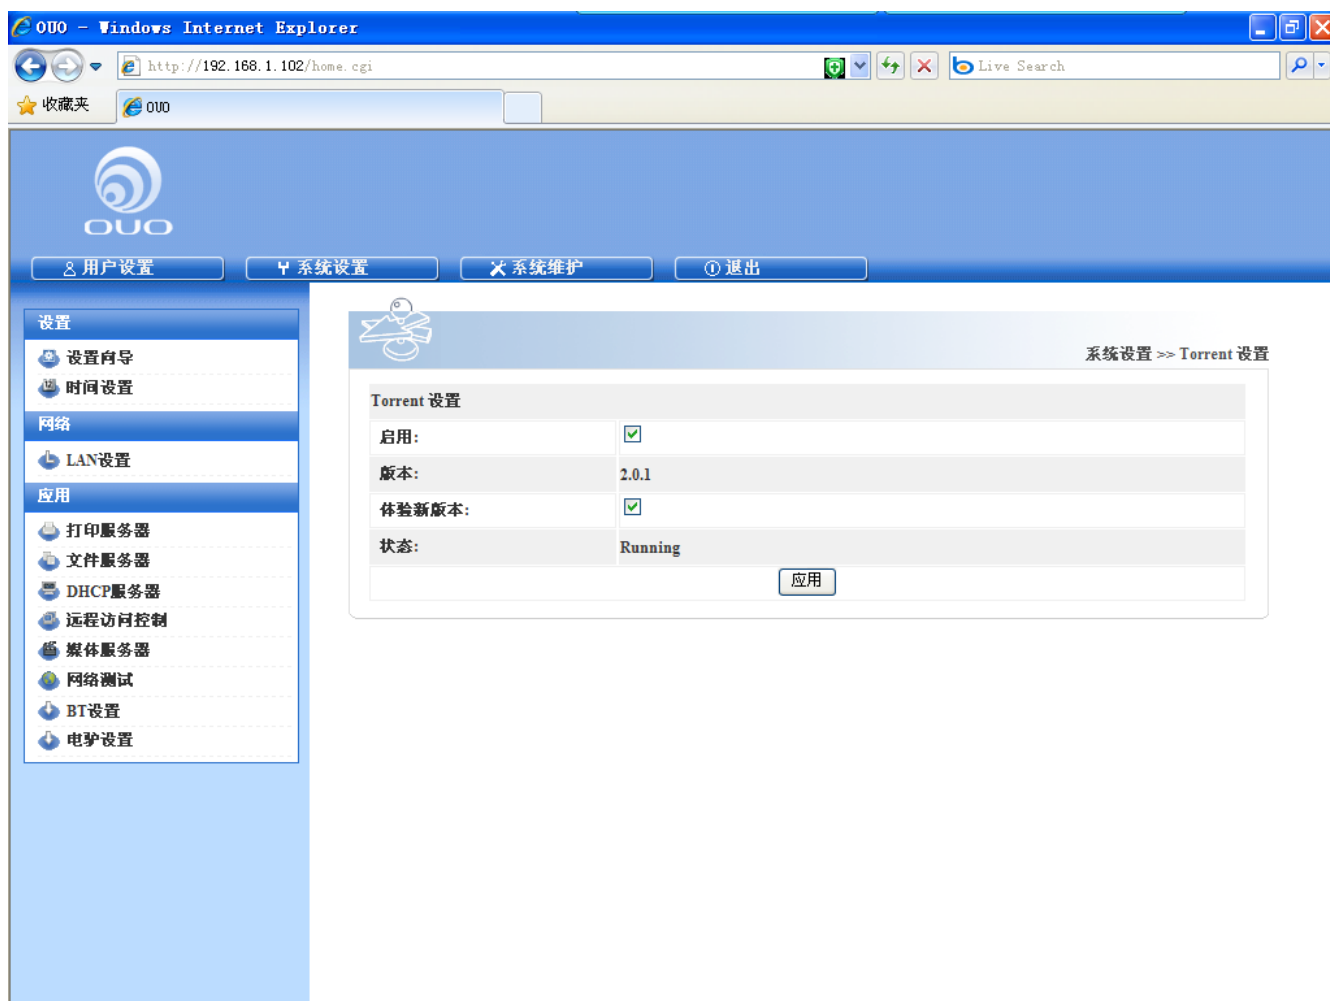 OUO - Windows Internet Explorer
http://192.168.1.102/home.cgi
Live Search
收藏夹
OUO
OUO
用户设置
系统设置
系统维护
退出
设置
设置向导
时间设置
网络
LAN设置
应用
打印服务器
文件服务器
DHCP服务器
远程访问控制
媒体服务器
网络测试
BT设置
电驴设置
系统设置 >> Torrent 设置
Torrent 设置
启用:
版本: 2.0.1
体验新版本:
状态: Running
应用